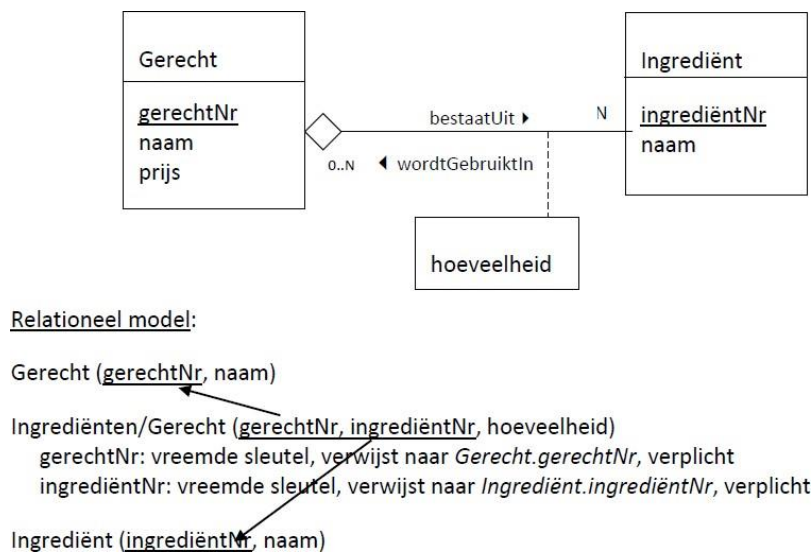 Gerecht
gerechtNr
naam
prijs
bestaatUit ▶
N
0..N ◀ wordtGebruiktIn
Ingrediënt
ingrediëntNr
naam
hoeveelheid
Relationeel model:
Gerecht (gerechtNr, naam)
Ingrediënten/Gerecht (gerechtNr, ingrediëntNr, hoeveelheid)
gerechtNr: vreemde sleutel, verwijst naar Gerecht.gerechtNr, verplicht
ingrediëntNr: vreemde sleutel, verwijst naar Ingrediënt.ingrediëntNr, verplicht
Ingrediënt (ingrediëntNr, naam)